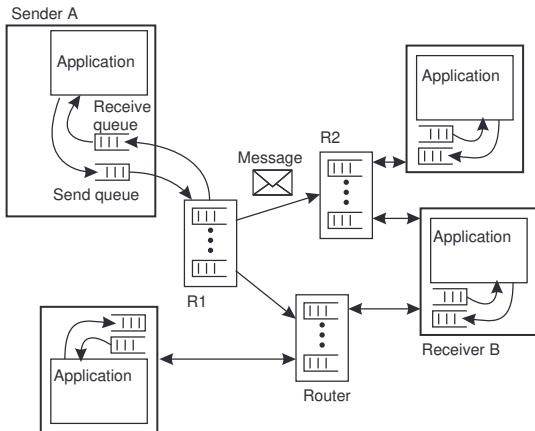 Sender A
Application
Receive
queue
Send queue
R1
Message
R2
Application
Application
Receiver B
Application
Router